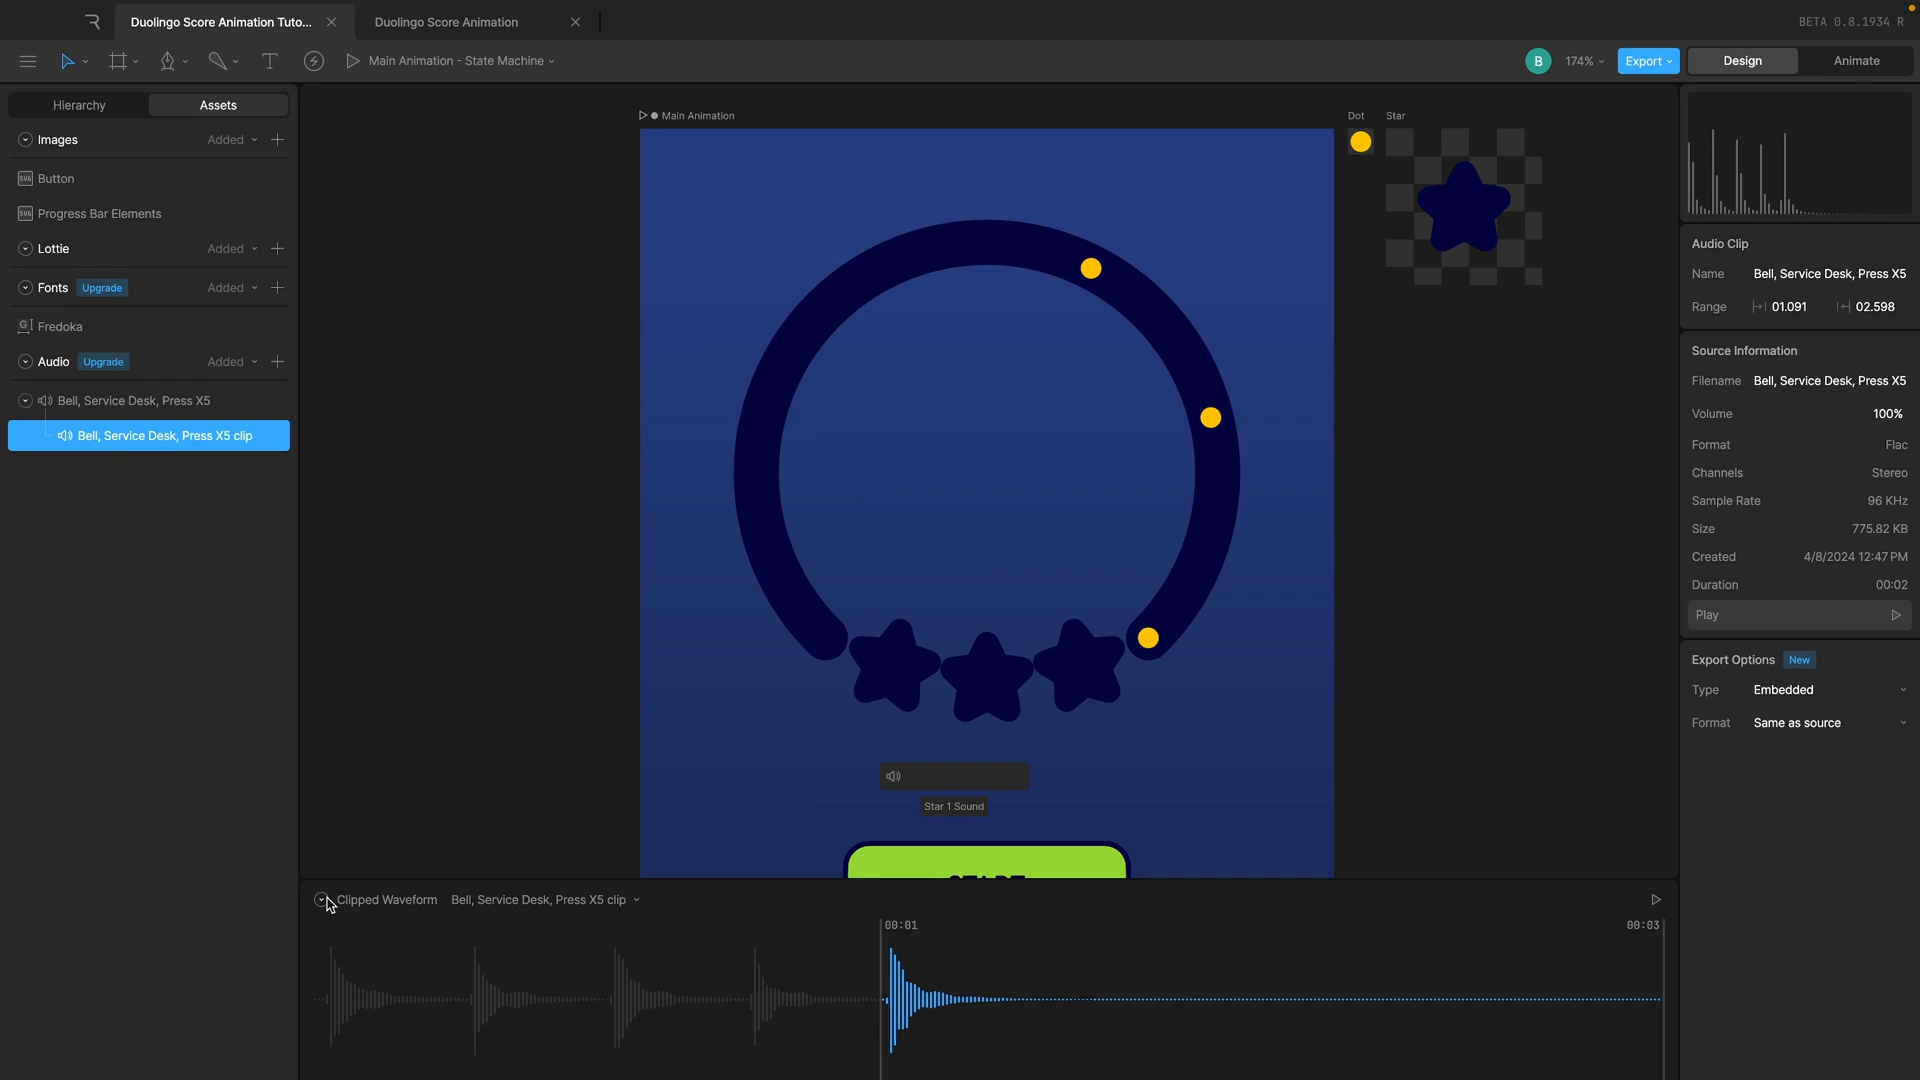 Duolingo Score Animation Tuto...
Duolingo Score Animation
BETA 0.8.1934 R
Main Animation - State Machine
B
174%
Export
Design
Animate
Hierarchy
Assets
Images
Added
Button
Progress Bar Elements
Lottie
Added
Fonts
Upgrade
Added
Fredoka
Audio
Upgrade
Added
Bell, Service Desk, Press X5
Bell, Service Desk, Press X5 clip
Main Animation
Dot
Star
Star 1 Sound
Clipped Waveform
Bell, Service Desk, Press X5 clip
00:01
00:03
Audio Clip
Name
Bell, Service Desk, Press X5
Range
01.091
02.598
Source Information
Filename
Bell, Service Desk, Press X5
Volume
100%
Format
Flac
Channels
Stereo
Sample Rate
96 KHz
Size
775.82 KB
Created
4/8/2024 12:47 PM
Duration
00:02
Play
Export Options
New
Type
Embedded
Format
Same as source